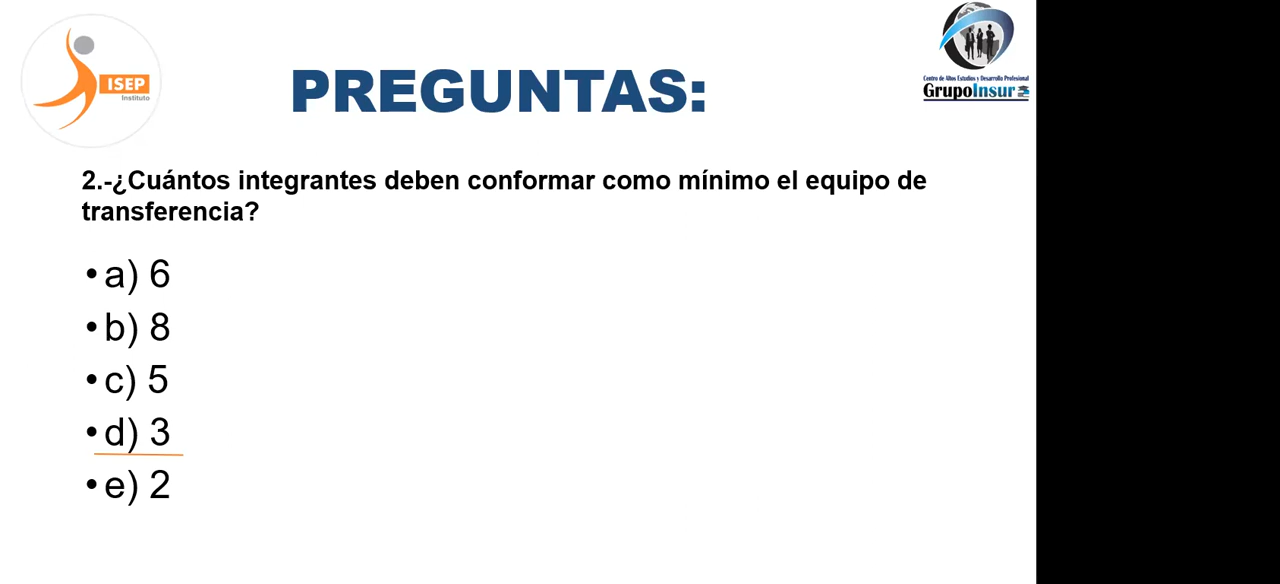 ISEP
Instituto
PREGUNTAS:
Centro de Altos Estudios y Desarrollo Profesional
GrupoInsur
2.-¿Cuántos integrantes deben conformar como mínimo el equipo de
transferencia?
• a) 6
• b) 8
• c) 5
• d) 3
• e) 2